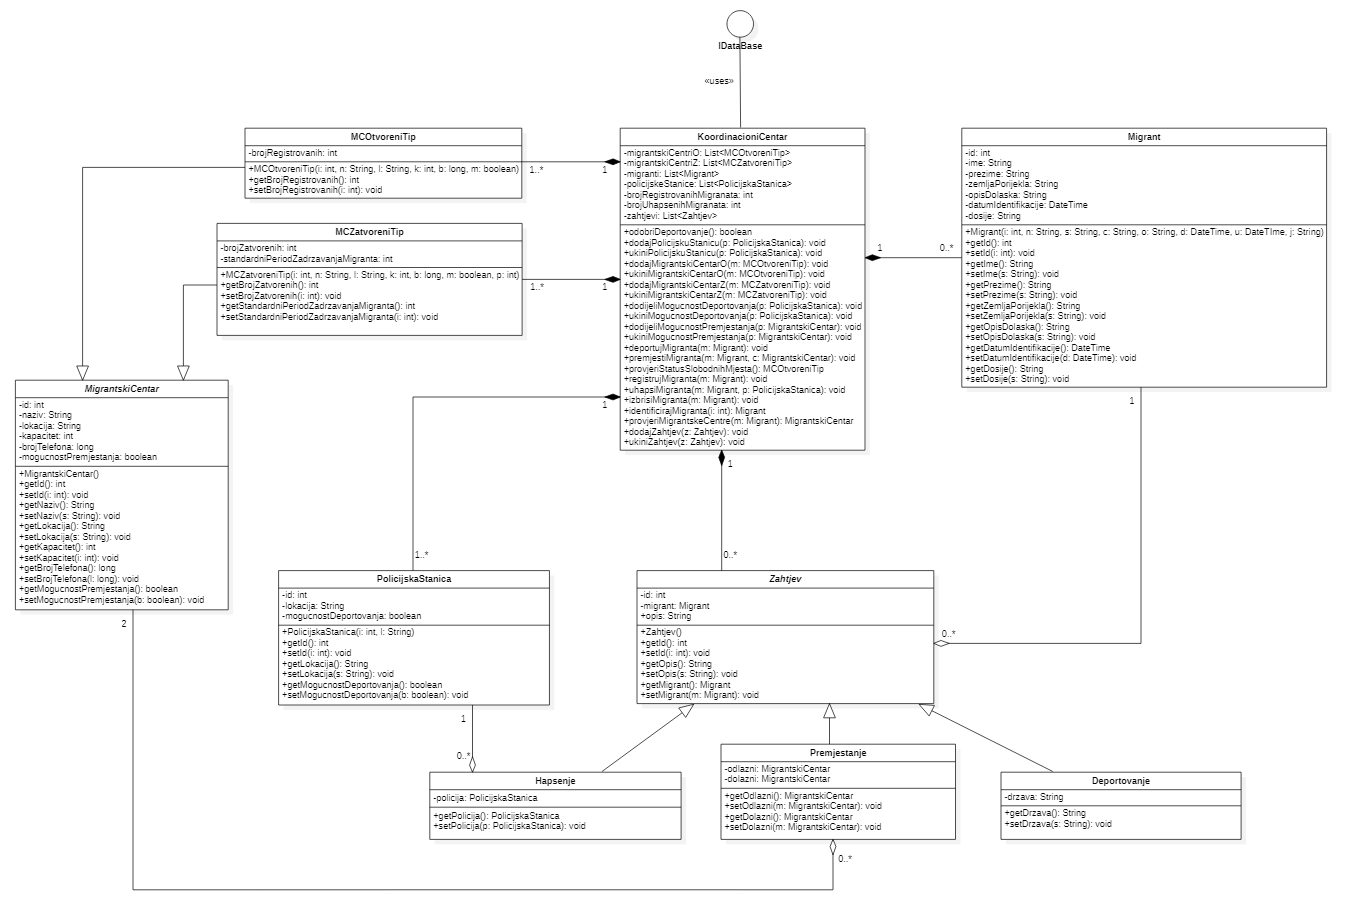 IDataBase
«uses»
MCOtvoreniTip
-brojRegistrovanih: int
+MCOtvoreniTip(i: int, n: String, l: String, k: int, b: long, m: boolean)
+getBrojRegistrovanih(): int
+setBrojRegistrovanih(i: int): void
1..*
1
MCZatvoreniTip
-brojZatvorenih: int
-standardniPeriodZadrzavanjaMigranta: int
+MCZatvoreniTip(i: int, n: String, l: String, k: int, b: long, m: boolean, p: int)
+getBrojZatvorenih(): int
+setBrojZatvorenih(i: int): void
+getStandardniPeriodZadrzavanjaMigranta(): int
+setStandardniPeriodZadrzavanjaMigranta(i: int): void
1..*
1
KoordinacioniCentar
-migrantskiCentriO: List<MCOtvoreniTip>
-migrantskiCentriZ: List<MCZatvoreniTip>
-migranti: List<Migrant>
-policijskeStanice: List<PolicijskaStanica>
-brojRegistrovanihMigranata: int
-brojUhapsenihMigranata: int
-zahtjevi: List<Zahtjev>
+odobriDeportovanje(): boolean
+dodajPolicijskuStanicu(p: PolicijskaStanica): void
+ukiniPolicijskuStanicu(p: PolicijskaStanica): void
+dodajMigrantskiCentarO(m: MCOtvoreniTip): void
+ukiniMigrantskiCentarO(m: MCOtvoreniTip): void
+dodajMigrantskiCentarZ(m: MCZatvoreniTip): void
+ukiniMigrantskiCentarZ(m: MCZatvoreniTip): void
+dodijeliMogucnostDeportovanja(p: PolicijskaStanica): void
+ukiniMogucnostDeportovanja(p: PolicijskaStanica): void
+dodijeliMogucnostPremjestanja(p: MigrantskiCentar): void
+ukiniMogucnostPremjestanja(p: MigrantskiCentar): void
+deportujMigranta(m: Migrant): void
+premjestiMigranta(m: Migrant, c: MigrantskiCentar): void
+provjeriStatusSlobodnihMjesta(): MCOtvoreniTip
+registrujMigranta(m: Migrant): void
+uhapsiMigranta(m: Migrant, p: PolicijskaStanica): void
+izbrisiMigranta(m: Migrant): void
+identificirajMigranta(i: int): Migrant
+provjeriMigrantskeCentre(m: Migrant): MigrantskiCentar
+dodajZahtjev(z: Zahtjev): void
+ukiniZahtjev(z: Zahtjev): void
1
0..*
Migrant
-id: int
-ime: String
-prezime: String
-zemljaPorijekla: String
-opisDolaska: String
-datumIdentifikacije: DateTime
-dosije: String
+Migrant(i: int, n: String, s: String, c: String, o: String, d: DateTime, u: DateTIme, j: String)
+getId(): int
+setId(i: int): void
+getIme(): String
+setIme(s: String): void
+getPrezime(): String
+setPrezime(s: String): void
+getZemljaPorijekla(): String
+setZemljaPorijekla(s: String): void
+getOpisDolaska(): String
+setOpisDolaska(s: String): void
+getDatumIdentifikacije(): DateTime
+setDatumIdentifikacije(d: DateTime): void
+getDosije(): String
+setDosije(s: String): void
1
MigrantskiCentar
-id: int
-naziv: String
-lokacija: String
-kapacitet: int
-brojTelefona: long
-mogucnostPremjestanja: boolean
+MigrantskiCentar()
+getId(): int
+setId(i: int): void
+getNaziv(): String
+setNaziv(s: String): void
+getLokacija(): String
+setLokacija(s: String): void
+getKapacitet(): int
+setKapacitet(i: int): void
+getBrojTelefona(): long
+setBrojTelefona(l: long): void
+getMogucnostPremjestanja(): boolean
+setMogucnostPremjestanja(b: boolean): void
2
1
1..*
1
0..*
PolicijskaStanica
-id: int
-lokacija: String
-mogucnostDeportovanja: boolean
+PolicijskaStanica(i: int, l: String)
+getId(): int
+setId(i: int): void
+getLokacija(): String
+setLokacija(s: String): void
+getMogucnostDeportovanja(): boolean
+setMogucnostDeportovanja(b: boolean): void
1
0..*
Zahtjev
-id: int
-migrant: Migrant
+opis: String
+Zahtjev()
+getId(): int
+setId(i: int): void
+getOpis(): String
+setOpis(s: String): void
+getMigrant(): Migrant
+setMigrant(m: Migrant): void
0..*
Hapsenje
-policija: PolicijskaStanica
+getPolicija(): PolicijskaStanica
+setPolicija(p: PolicijskaStanica): void
Premjestanje
-odlazni: MigrantskiCentar
-dolazni: MigrantskiCentar
+getOdlazni(): MigrantskiCentar
+setOdlazni(m: MigrantskiCentar): void
+getDolazni(): MigrantskiCentar
+setDolazni(m: MigrantskiCentar): void
0..*
Deportovanje
-drzava: String
+getDrzava(): String
+setDrzava(s: String): void